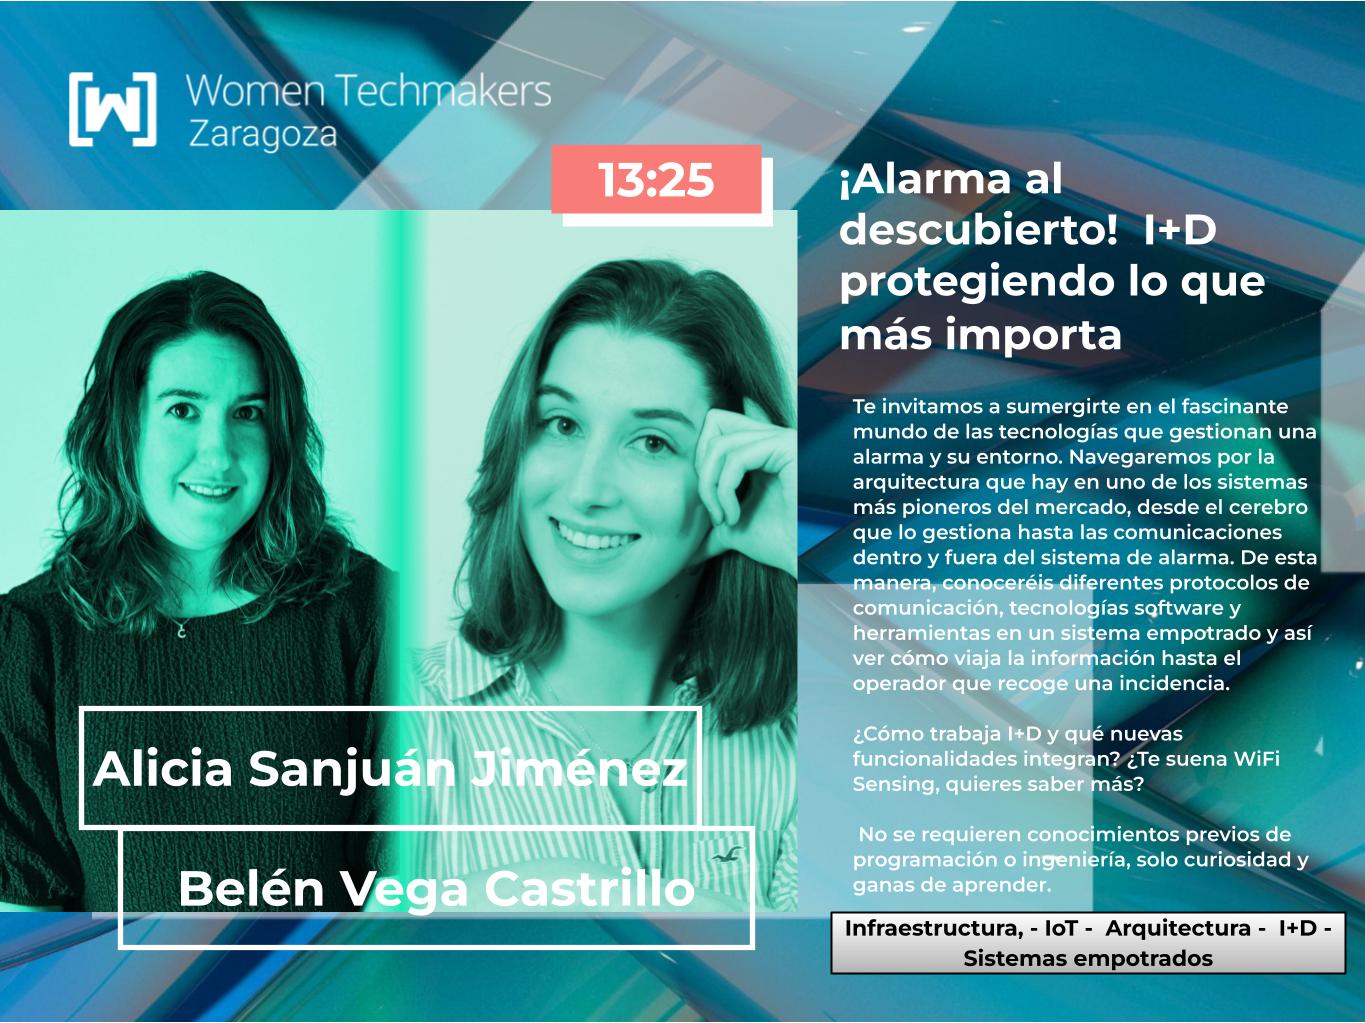 Women Techmakers
Zaragoza
13:25
¡Alarma al
descubierto!  I+D
protegiendo lo que
más importa
Te invitamos a sumergirte en el fascinante
mundo de las tecnologías que gestionan una
alarma y su entorno. Navegaremos por la
arquitectura que hay en uno de los sistemas
más pioneros del mercado, desde el cerebro
que lo gestiona hasta las comunicaciones
dentro y fuera del sistema de alarma. De esta
manera, conoceréis diferentes protocolos de
comunicación, tecnologías software y
herramientas en un sistema empotrado y así
ver cómo viaja la información hasta el
operador que recoge una incidencia.
¿Cómo trabaja I+D y qué nuevas
funcionalidades integran? ¿Te suena WiFi
Sensing, quieres saber más?
No se requieren conocimientos previos de
programación o ingeniería, solo curiosidad y
ganas de aprender.
Alicia Sanjuán Jiménez
Belén Vega Castrillo
Infraestructura, - IoT -  Arquitectura -  I+D -
Sistemas empotrados